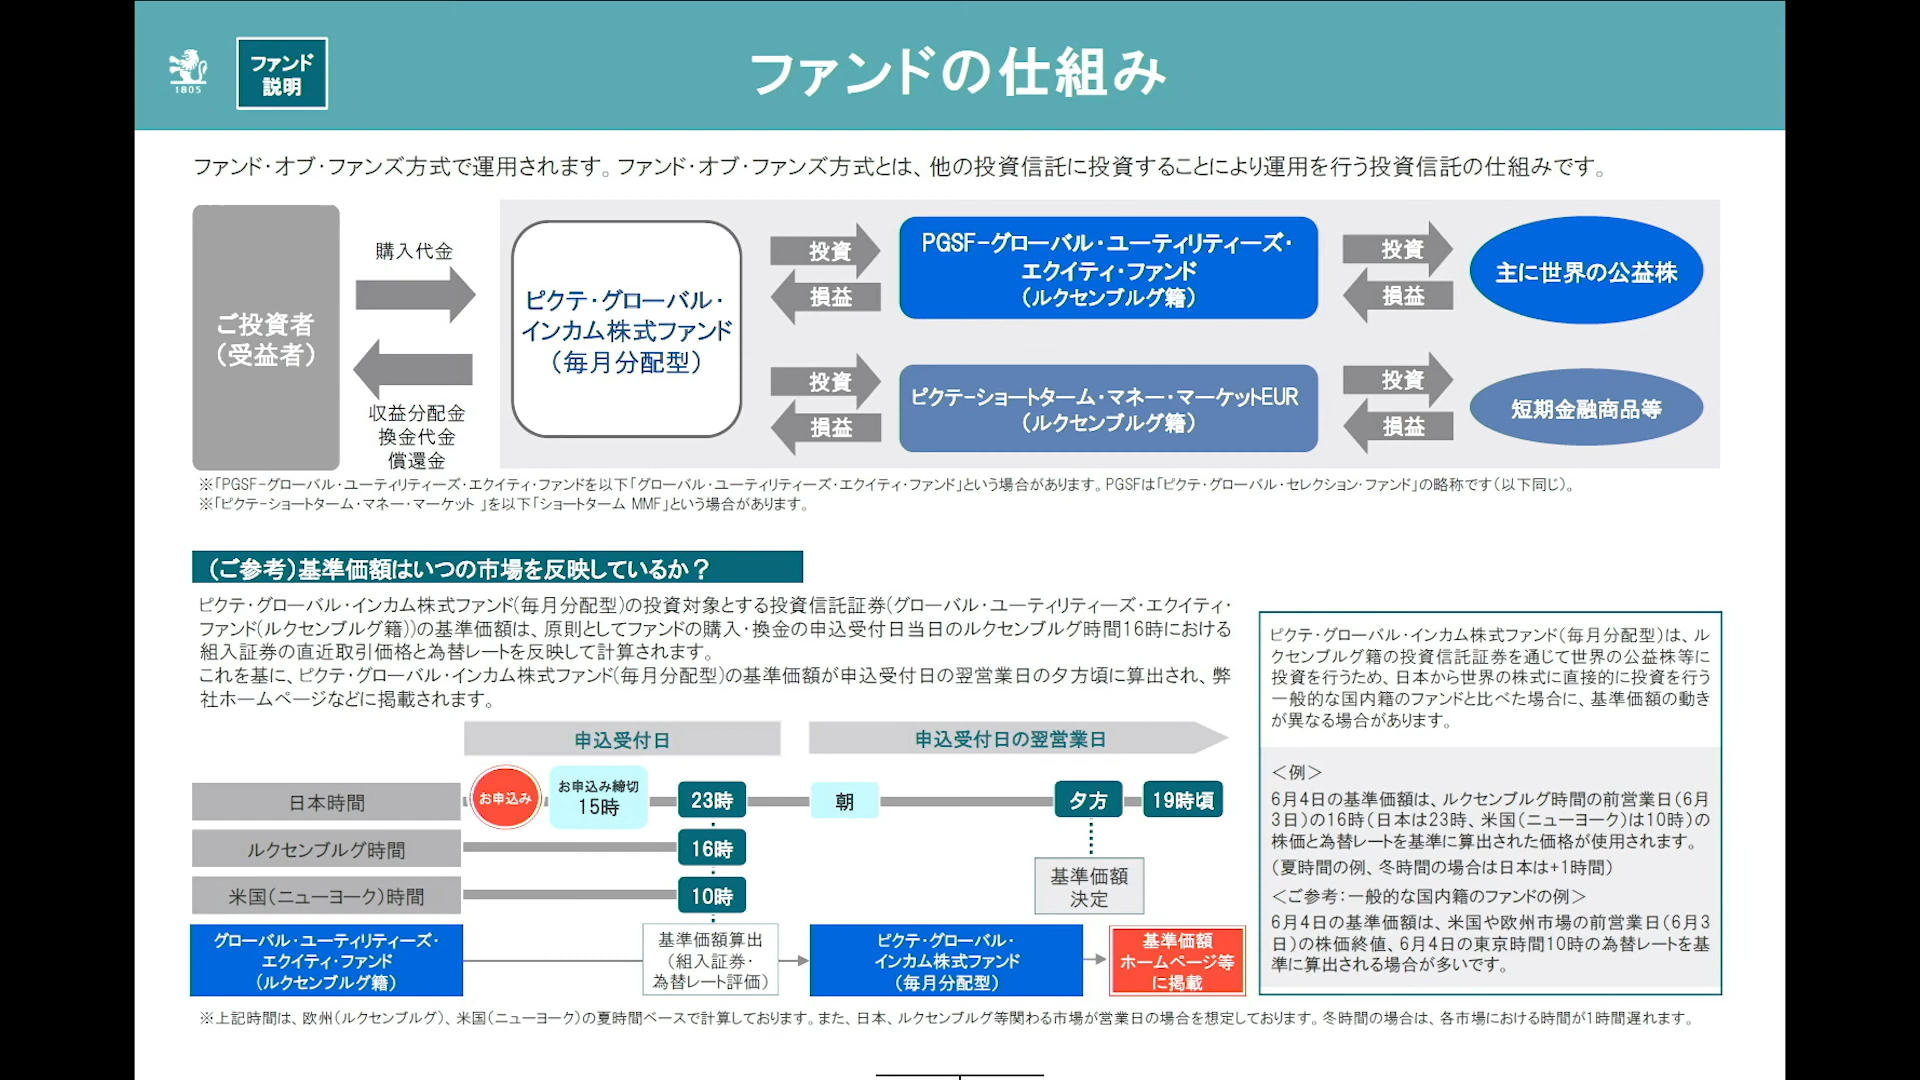 1805
ファンド
説明
ファンドの仕組み
ファンド・オブ・ファンズ方式で運用されます。ファンド・オブ・ファンズ方式とは、他の投資信託に投資することにより運用を行う投資信託の仕組みです。
ご投資者
（受益者）
購入代金
収益分配金
換金代金
償還金
ピクテ・グローバル・
インカム株式ファンド
（毎月分配型）
投資
損益
PGSF-グローバル・ユーティリティーズ・
エクイティ・ファンド
（ルクセンブルグ籍）
投資
損益
主に世界の公益株
投資
損益
ピクテ-ショートターム・マネー・マーケットEUR
（ルクセンブルグ籍）
投資
損益
短期金融商品等
※「PGSF-グローバル・ユーティリティーズ・エクイティ・ファンドを以下「グローバル・ユーティリティーズ・エクイティ・ファンド」という場合があります。PGSFは「ピクテ・グローバル・セレクション・ファンド」の略称です（以下同じ）。
※「ピクテ-ショートターム・マネー・マーケット 」を以下「ショートターム MMF」という場合があります。
（ご参考）基準価額はいつの市場を反映しているか？
ピクテ・グローバル・インカム株式ファンド(毎月分配型)の投資対象とする投資信託証券(グローバル・ユーティリティーズ・エクイティ・
ファンド(ルクセンブルグ籍))の基準価額は、原則としてファンドの購入・換金の申込受付日当日のルクセンブルグ時間16時における
組入証券の直近取引価格と為替レートを反映して計算されます。
これを基に、ピクテ・グローバル・インカム株式ファンド(毎月分配型)の基準価額が申込受付日の翌営業日の夕方頃に算出され、弊
社ホームページなどに掲載されます。
申込受付日
申込受付日の翌営業日
日本時間
お申込み
お申込み締切
15時
23時
朝
夕方
19時頃
ルクセンブルグ時間
16時
米国（ニューヨーク）時間
10時
基準価額
決定
グローバル・ユーティリティーズ・
エクイティ・ファンド
（ルクセンブルグ籍）
基準価額算出
（組入証券・
為替レート評価）
ピクテ・グローバル・
インカム株式ファンド
（毎月分配型）
基準価額
ホームページ等
に掲載
ピクテ・グローバル・インカム株式ファンド（毎月分配型）は、ル
クセンブルグ籍の投資信託証券を通じて世界の公益株等に
投資を行うため、日本から世界の株式に直接的に投資を行う
一般的な国内籍のファンドと比べた場合に、基準価額の動き
が異なる場合があります。
＜例＞
6月4日の基準価額は、ルクセンブルグ時間の前営業日（6月
3日）の16時（日本は23時、米国（ニューヨーク）は10時）の
株価と為替レートを基準に算出された価格が使用されます。
（夏時間の例、冬時間の場合は日本は+1時間）
＜ご参考：一般的な国内籍のファンドの例＞
6月4日の基準価額は、米国や欧州市場の前営業日（6月3
日）の株価終値、6月4日の東京時間10時の為替レートを基
準に算出される場合が多いです。
※上記時間は、欧州（ルクセンブルグ）、米国（ニューヨーク）の夏時間ベースで計算しております。また、日本、ルクセンブルグ等関わる市場が営業日の場合を想定しております。冬時間の場合は、各市場における時間が1時間遅れます。